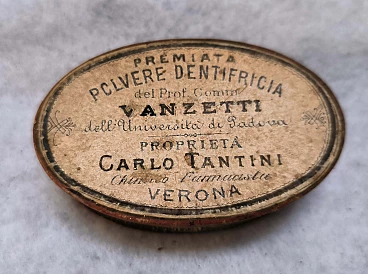 PREMIATA
POLVERE DENTIFRICIA
del Prof. Comm.
VANZETTI
dell'Università di Padova
PROPRIETÀ
CARLO TANTINI
Chimico Farmacista
VERONA